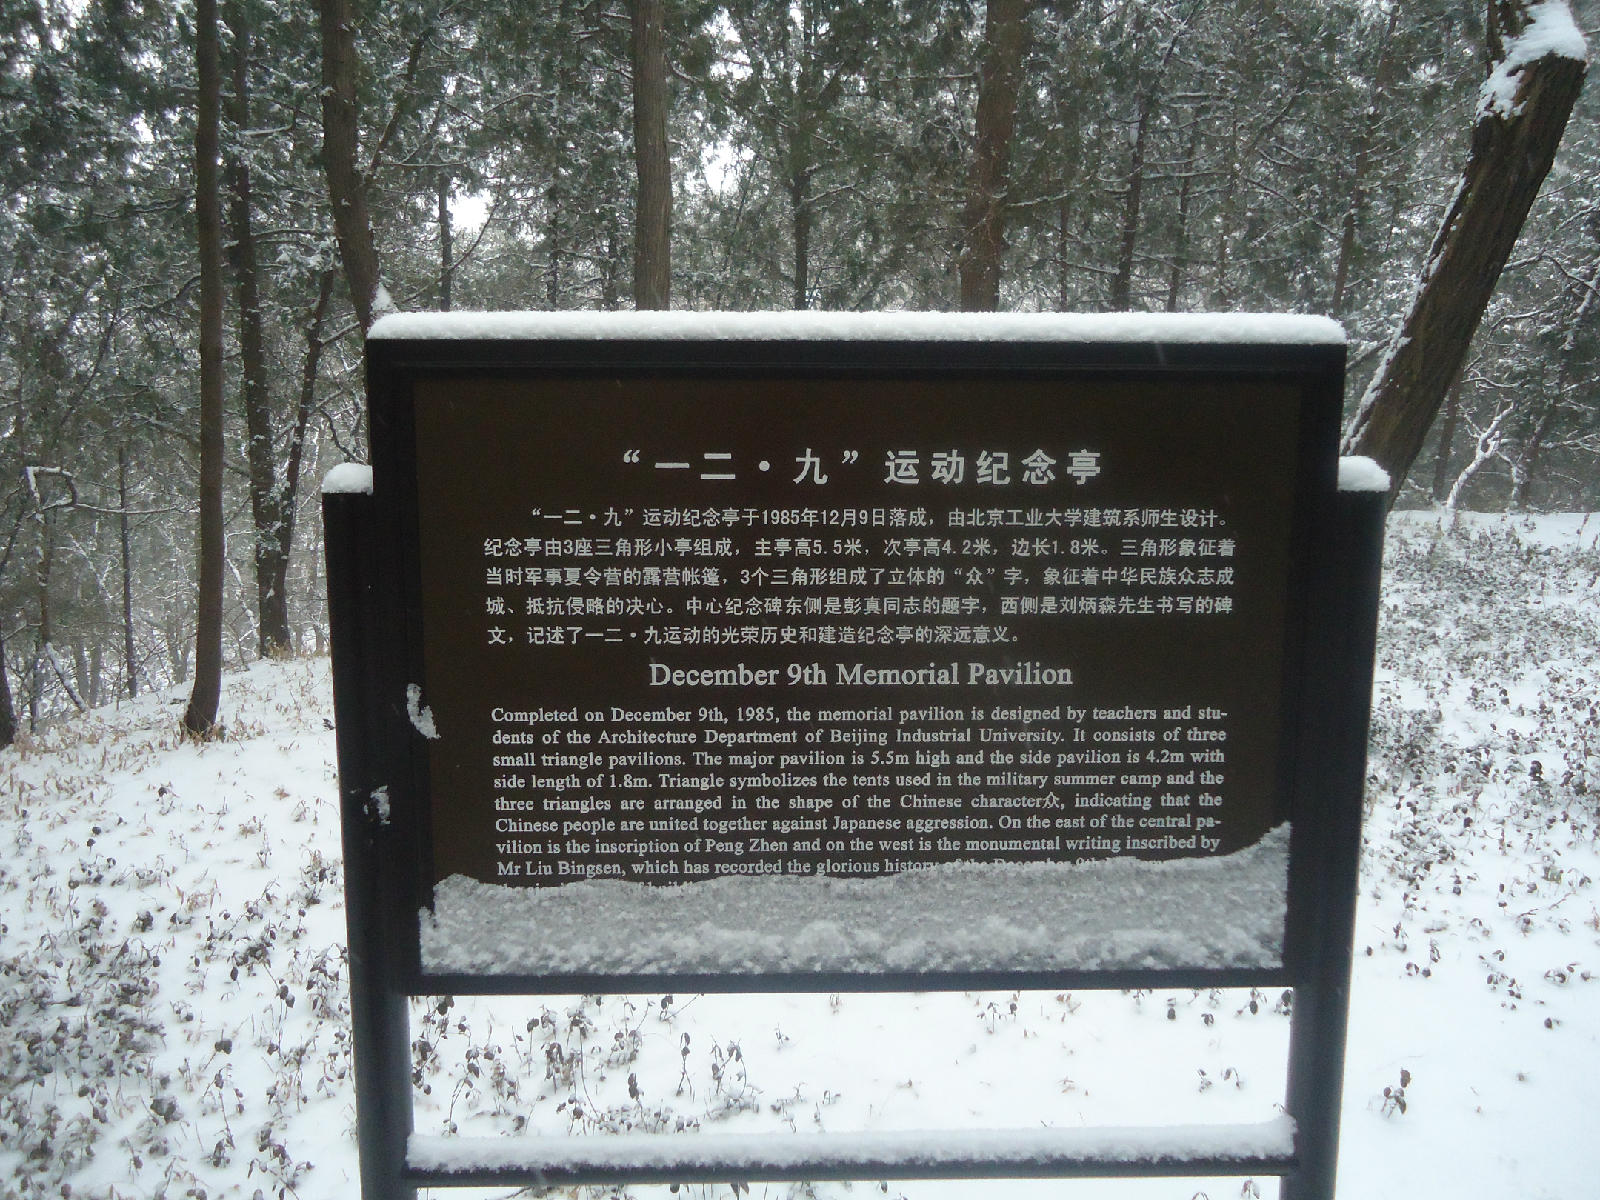 “一二·九”运动纪念亭
“一二·九”运动纪念亭于1985年12月9日落成，由北京工业大学建筑系师生设计。
纪念亭由3座三角形小亭组成，主亭高5.5米，次亭高4.2米，边长1.8米。三角形象征着
当时军事夏令营的露营帐篷，3个三角形组成了立体的“众”字，象征着中华民族众志成
城、抵抗侵略的决心。中心纪念碑东侧是彭真同志的题字，西侧是刘炳森先生书写的碑
文，记述了一二·九运动的光荣历史和建造纪念亭的深远意义。
December 9th Memorial Pavilion
Completed on December 9th, 1985, the memorial pavilion is designed by teachers and stu-
dents of the Architecture Department of Beijing Industrial University. It consists of three
small triangle pavilions. The major pavilion is 5.5m high and the side pavilion is 4.2m with
side length of 1.8m. Triangle symbolizes the tents used in the military summer camp and the
three triangles are arranged in the shape of the Chinese character众, indicating that the
Chinese people are united together against Japanese aggression. On the east of the central pa-
vilion is the inscription of Peng Zhen and on the west is the monumental writing inscribed by
Mr Liu Bingsen, which has recorded the glorious history of the December 9th